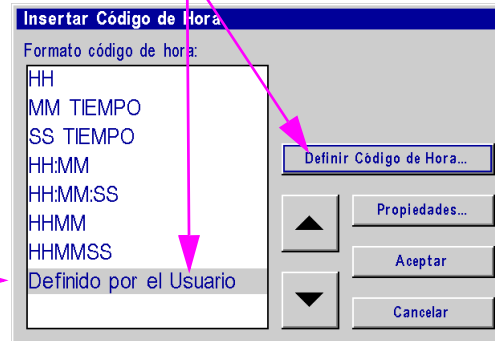 Insertar Código de Hora
Formato código de hora:
HH
MM TIEMPO
SS TIEMPO
HH:MM
HH:MM:SS
HHMM
HHMMSS
Definido por el Usuario
Definir Código de Hora...
Propiedades...
Aceptar
Cancelar